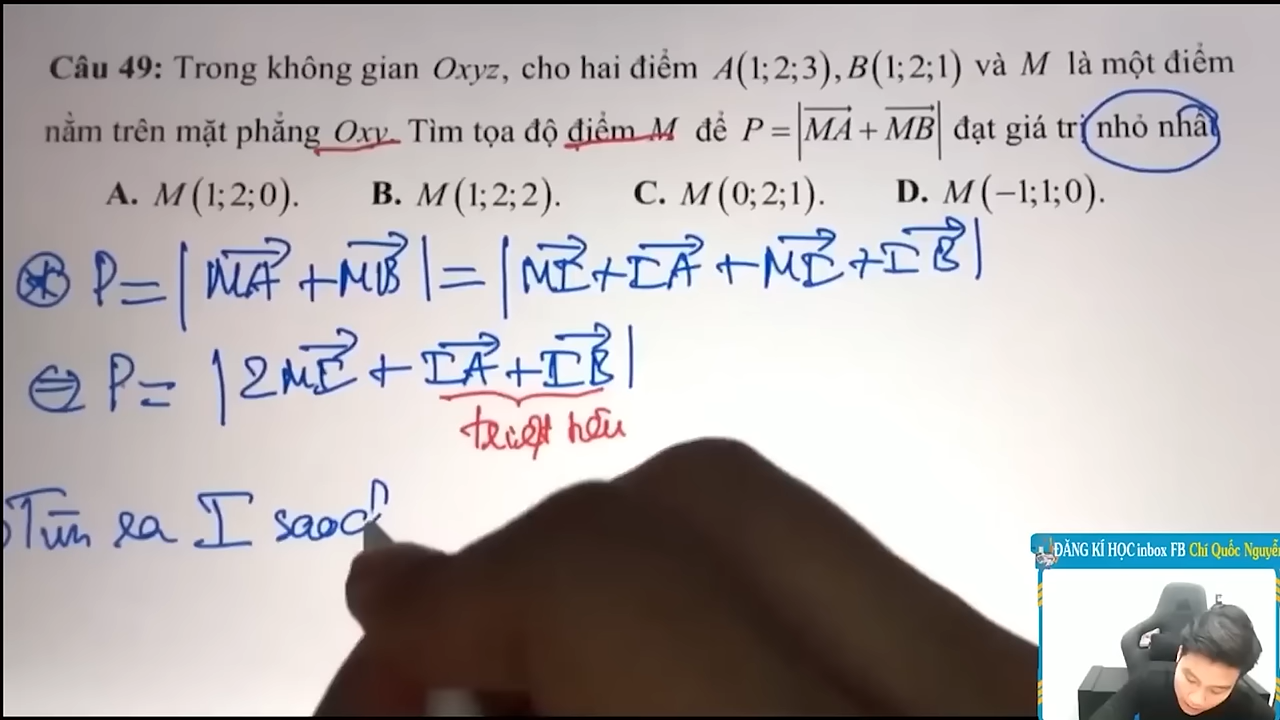 Câu 49: Trong không gian Oxyz, cho hai điểm A(1;2;3), B(1;2;1) và M là một điểm
nằm trên mặt phẳng Oxy. Tìm tọa độ điểm M để P = |MA + MB| đạt giá trị nhỏ nhất
A. M(1;2;0). B. M(1;2;2). C. M(0;2;1). D. M(−1;1;0).
⊛ P = |MA + MB| = |MI + IA + MI + IB|
⇔ P = |2MI + IA + IB|
triệt tiêu
Tìm ra I sao
ĐĂNG KÍ HỌC inbox FB Chí Quốc Nguyễn